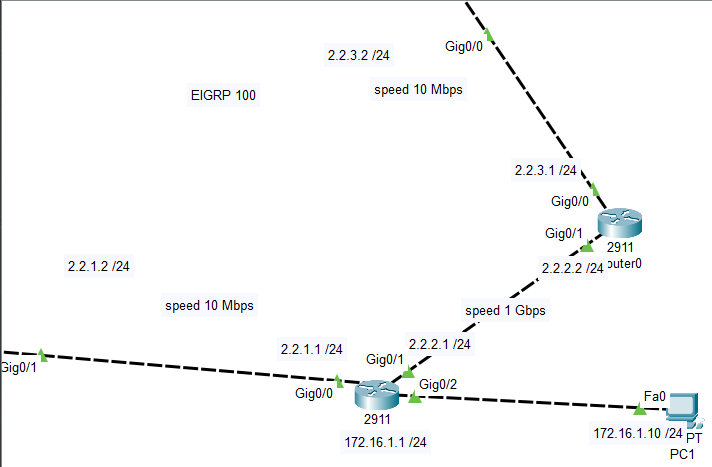 Gig0/0
2.2.3.2 /24
speed 10 Mbps
EIGRP 100
2.2.3.1 /24
Gig0/0
Gig0/1
2911
outer0
2.2.2.2 /24
2.2.1.2 /24
speed 10 Mbps
speed 1 Gbps
2.2.1.1 /24
2.2.2.1 /24
Gig0/1
Gig0/1
Gig0/0
Gig0/2
2911
172.16.1.1 /24
Fa0
172.16.1.10 /24
PT
PC1